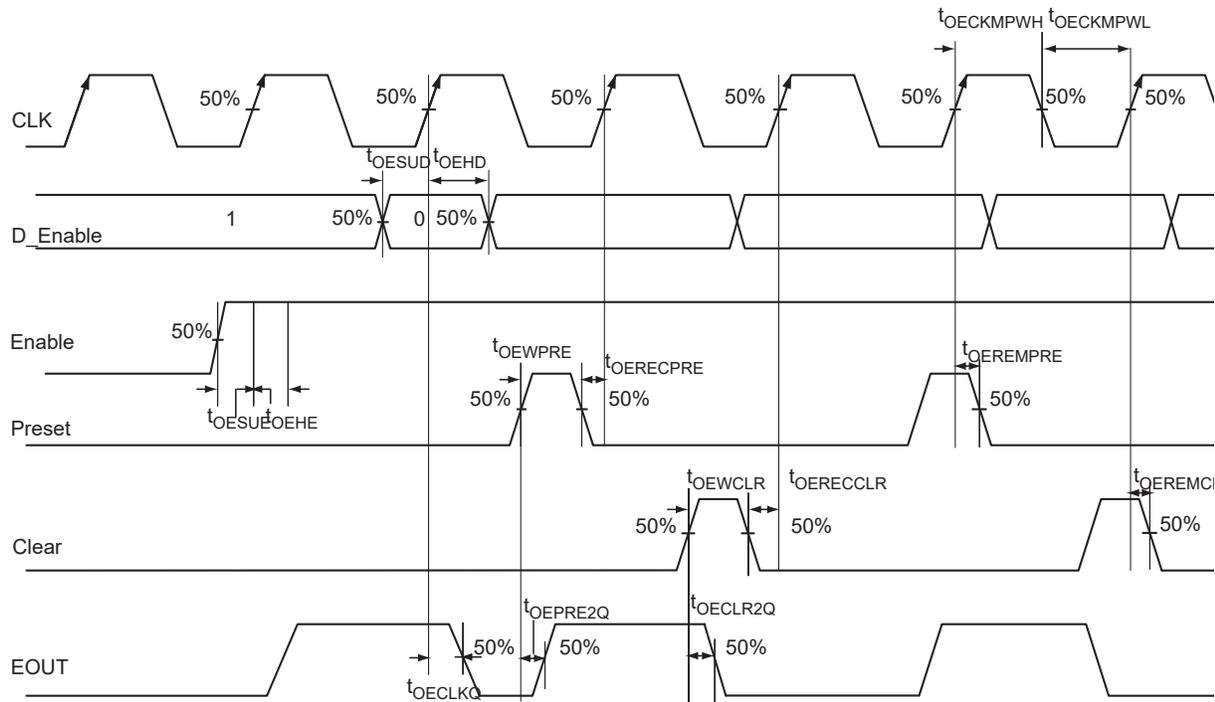 tOECKMPWH tOECKMPWL
50% 50% 50% 50% 50% 50% 50%
CLK
tOESUD tOEHD
1 50% 0 50%
D_Enable
50%
Enable
tOEWPRE tOERECPRE tOEREMPRE
50% 50% 50%
tOESUE tOEHE
Preset
tOEWCLR tOERECCLR tOEREMCL
50% 50% 50%
Clear
tOEPRE2Q tOECLR2Q
50% 50% 50%
EOUT
tOECLKQ